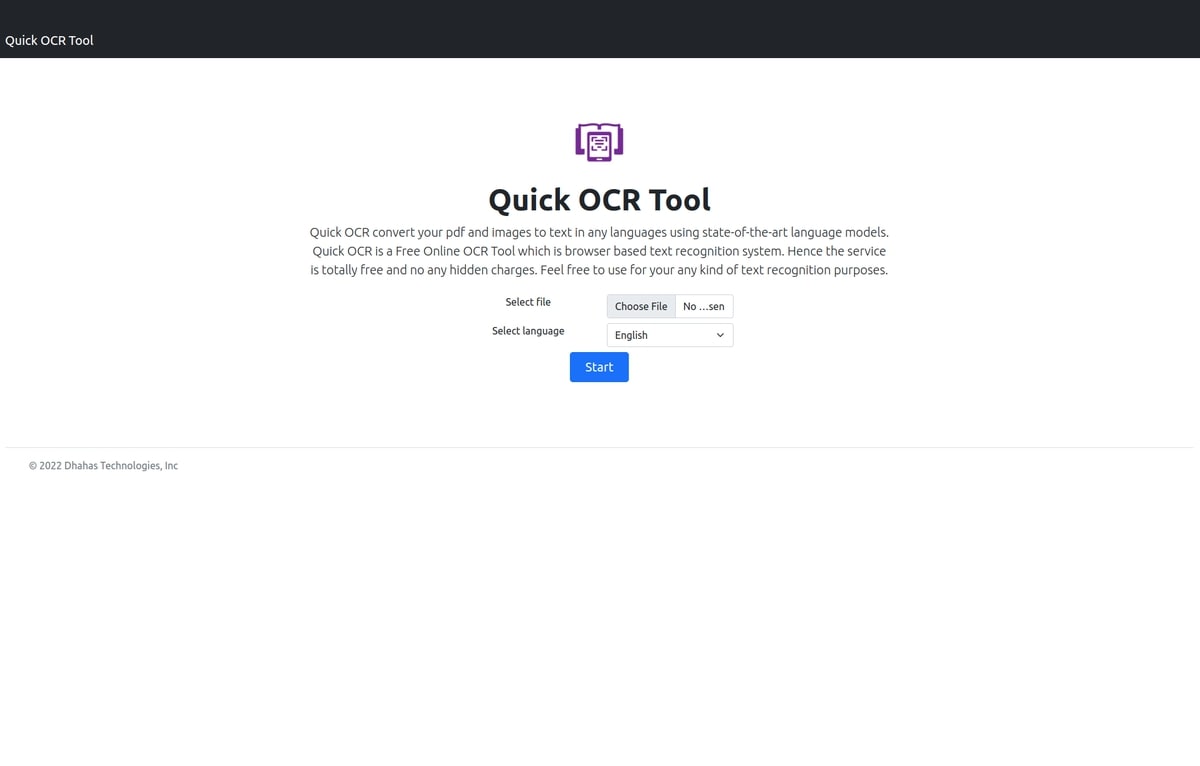 Quick OCR Tool
Quick OCR Tool
Quick OCR convert your pdf and images to text in any languages using state-of-the-art language models.
Quick OCR is a Free Online OCR Tool which is browser based text recognition system. Hence the service
is totally free and no any hidden charges. Feel free to use for your any kind of text recognition purposes.
Select file Choose File No ...sen
Select language English
Start
© 2022 Dhahas Technologies, Inc